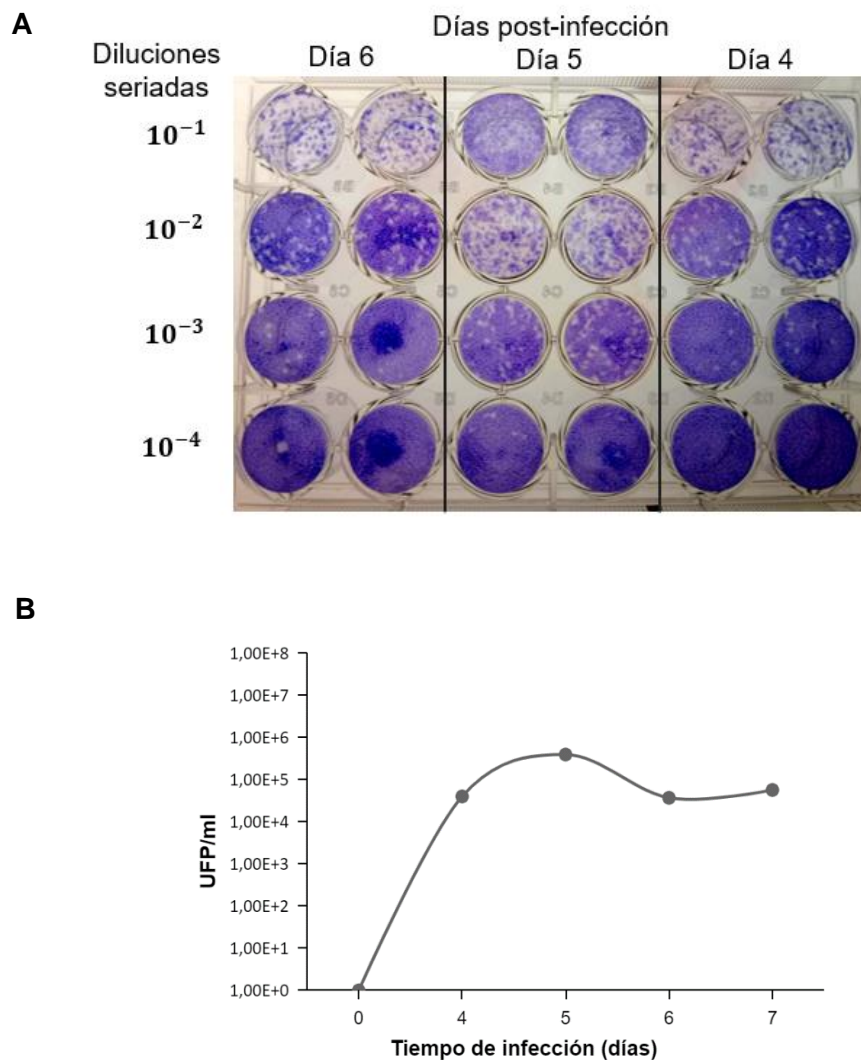 A
Días post-infección
Diluciones seriadas
Día 6
Día 5
Día 4
10⁻¹
10⁻²
10⁻³
10⁻⁴
B
1,00E+8
1,00E+7
1,00E+6
1,00E+5
1,00E+4
1,00E+3
1,00E+2
1,00E+1
1,00E+0
UFP/ml
0 4 5 6 7
Tiempo de infección (días)